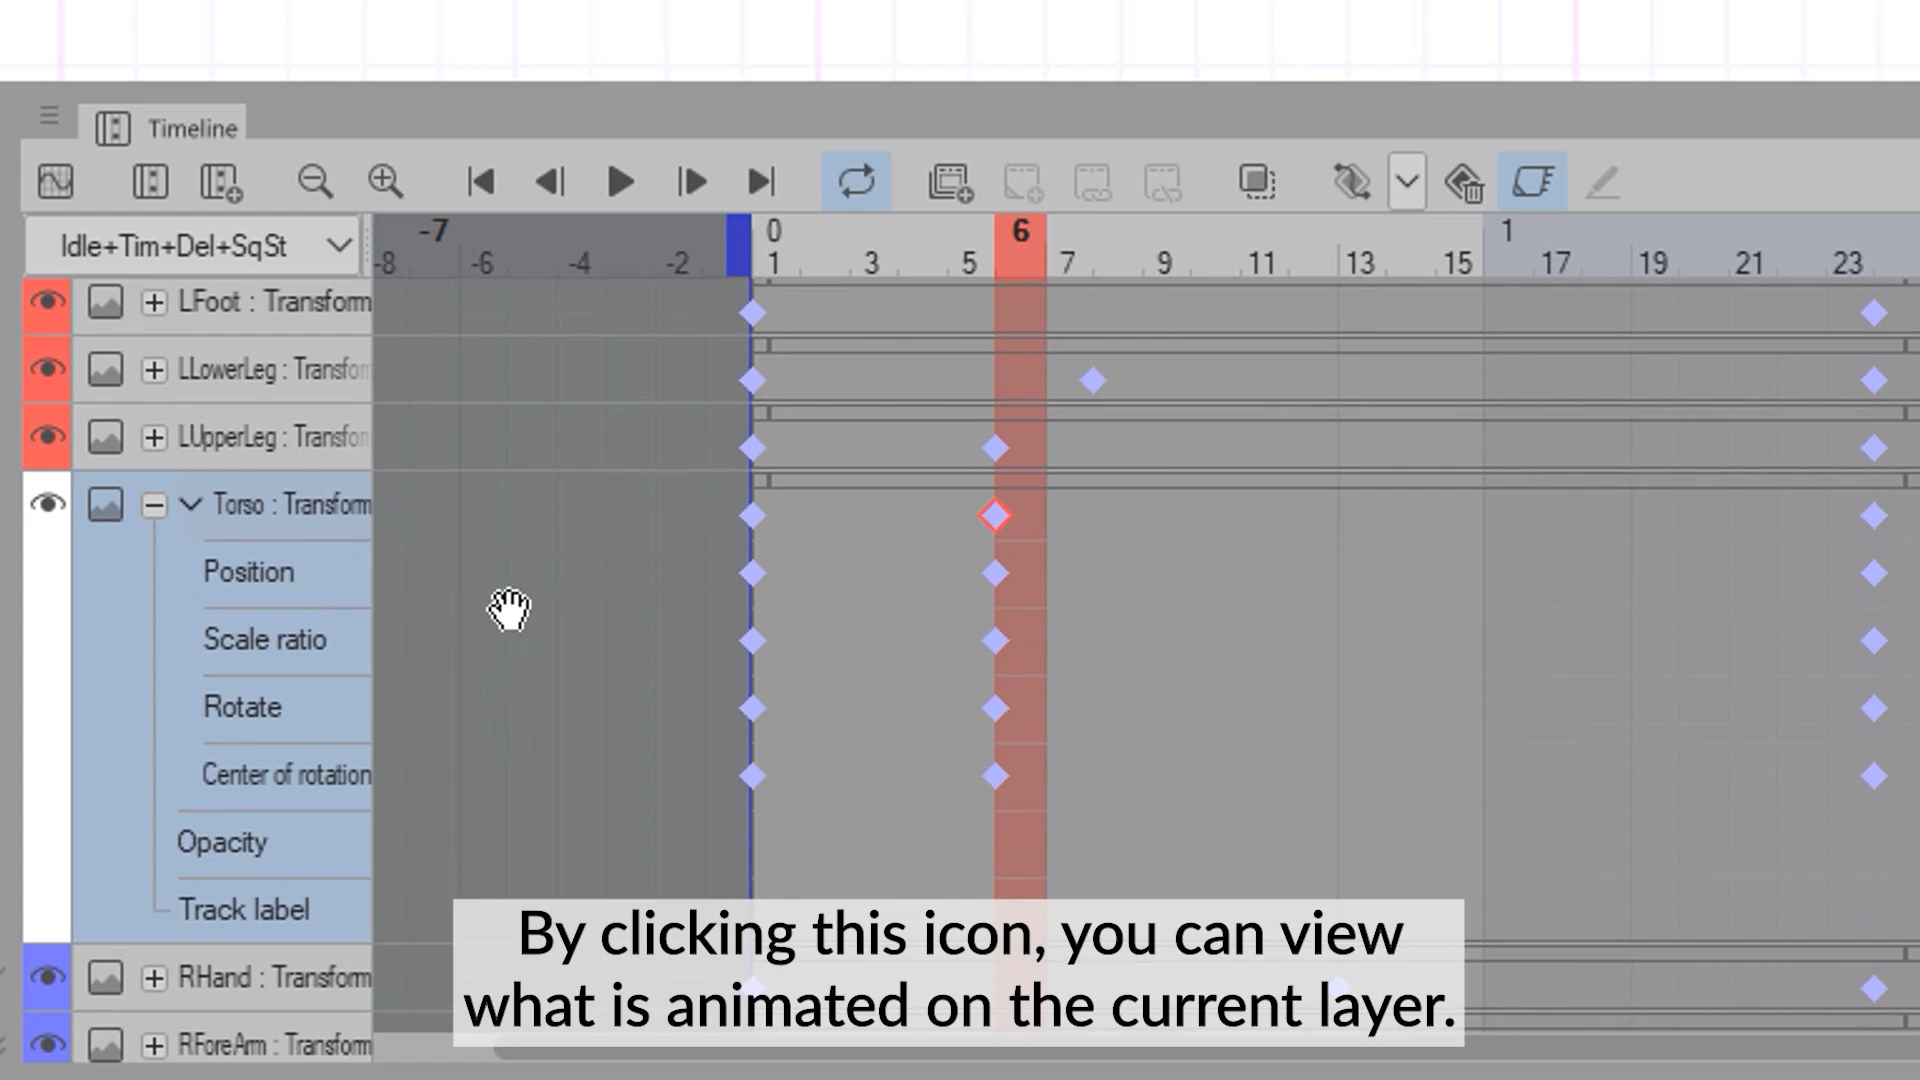 Timeline
Idle+Tim+Del+SqSt
-7 0 6 1
-8 -6 -4 -2 1 3 5 7 9 11 13 15 17 19 21 23
LFoot : Transform
LLowerLeg : Transfor
LUpperLeg : Transfor
Torso : Transform
Position
Scale ratio
Rotate
Center of rotation
Opacity
Track label
RHand : Transform
RForeArm : Transform
By clicking this icon, you can view
what is animated on the current layer.